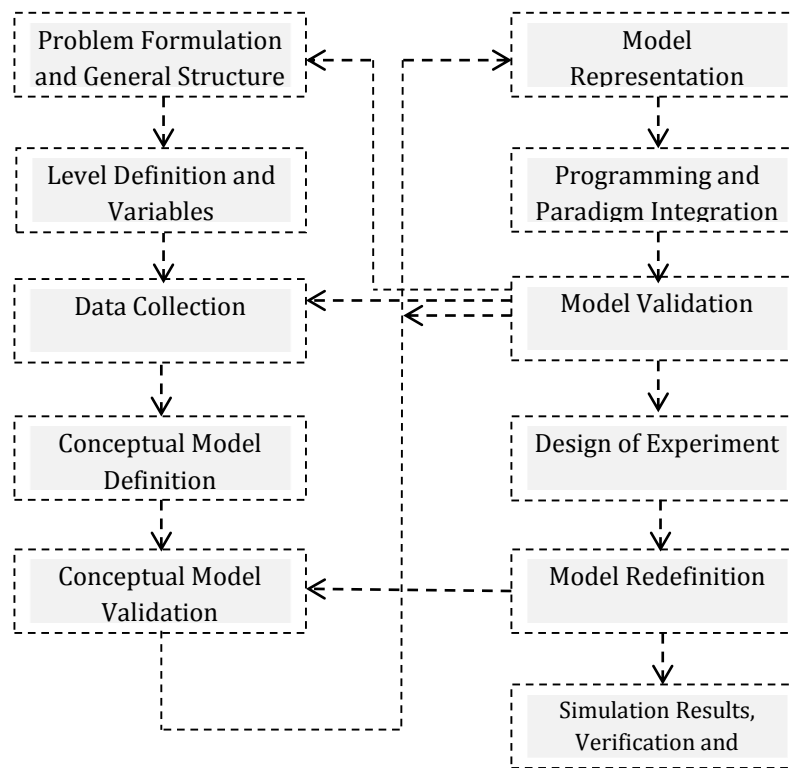 Problem Formulation
and General Structure
Level Definition and
Variables
Data Collection
Conceptual Model
Definition
Conceptual Model
Validation
Model
Representation
Programming and
Paradigm Integration
Model Validation
Design of Experiment
Model Redefinition
Simulation Results,
Verification and